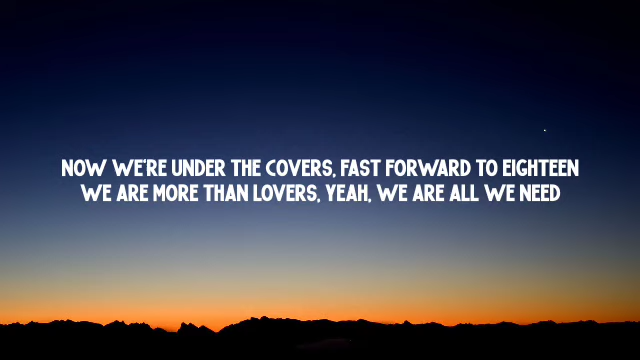 NOW WE'RE UNDER THE COVERS, FAST FORWARD TO EIGHTEEN
WE ARE MORE THAN LOVERS, YEAH, WE ARE ALL WE NEED